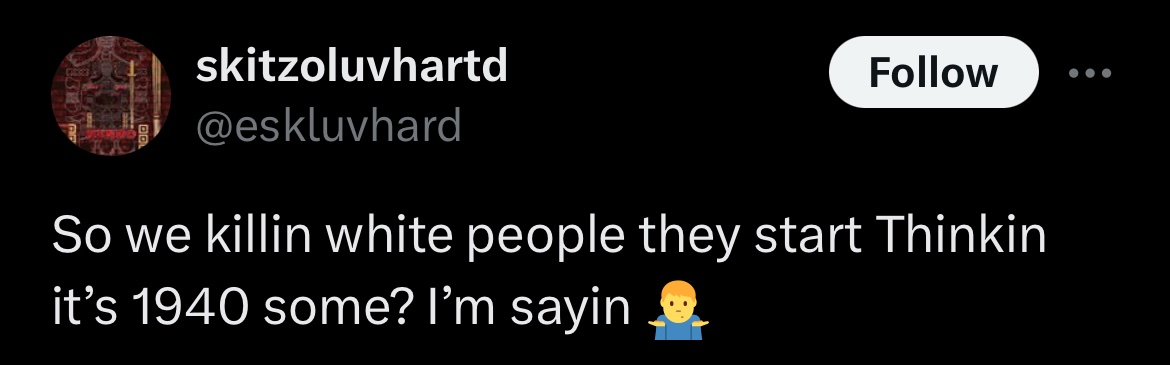 skitzoluvhartd
Follow
@eskluvhard
So we killin white people they start Thinkin
it’s 1940 some? I’m sayin 🤷‍♂️